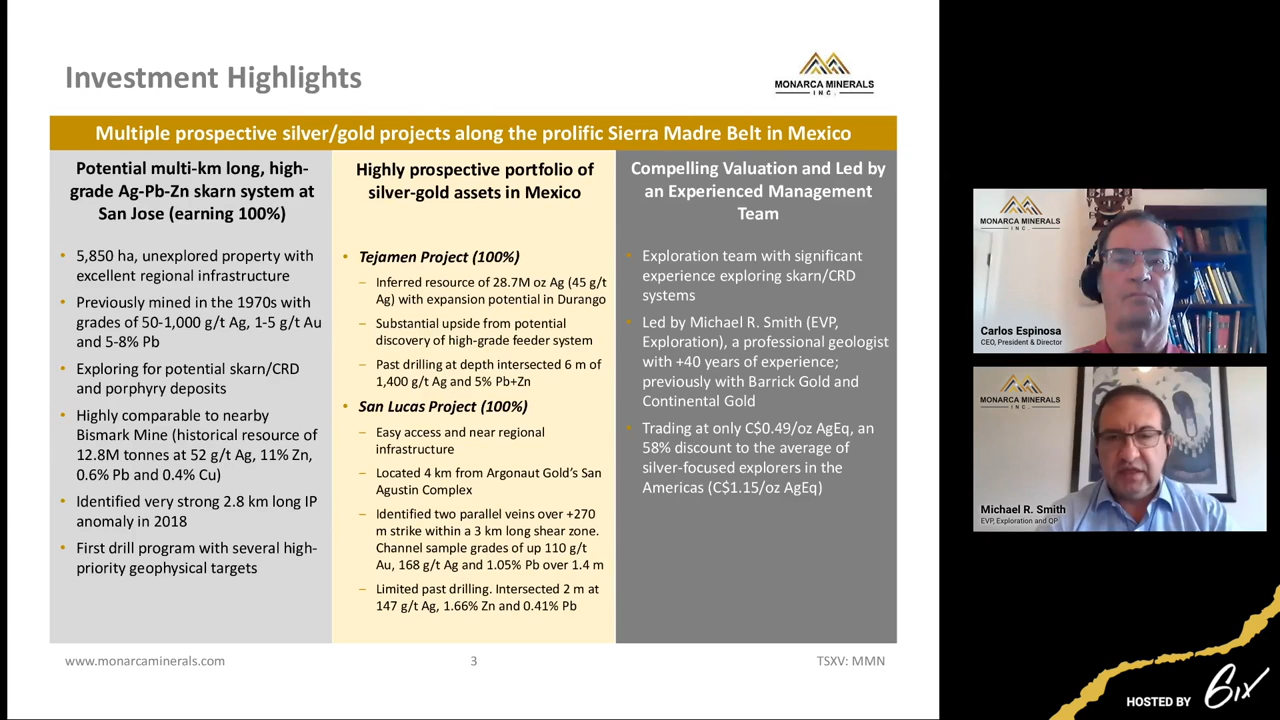 Investment Highlights
MONARCA MINERALS
INC.
Multiple prospective silver/gold projects along the prolific Sierra Madre Belt in Mexico
Potential multi-km long, high-
grade Ag-Pb-Zn skarn system at
San Jose (earning 100%)
• 5,850 ha, unexplored property with
excellent regional infrastructure
• Previously mined in the 1970s with
grades of 50-1,000 g/t Ag, 1-5 g/t Au
and 5-8% Pb
• Exploring for potential skarn/CRD
and porphyry deposits
• Highly comparable to nearby
Bismark Mine (historical resource of
12.8M tonnes at 52 g/t Ag, 11% Zn,
0.6% Pb and 0.4% Cu)
• Identified very strong 2.8 km long IP
anomaly in 2018
• First drill program with several high-
priority geophysical targets
Highly prospective portfolio of
silver-gold assets in Mexico
• Tejamen Project (100%)
– Inferred resource of 28.7M oz Ag (45 g/t
Ag) with expansion potential in Durango
– Substantial upside from potential
discovery of high-grade feeder system
– Past drilling at depth intersected 6 m of
1,400 g/t Ag and 5% Pb+Zn
• San Lucas Project (100%)
– Easy access and near regional
infrastructure
– Located 4 km from Argonaut Gold's San
Agustin Complex
– Identified two parallel veins over +270
m strike within a 3 km long shear zone.
Channel sample grades of up 110 g/t
Au, 168 g/t Ag and 1.05% Pb over 1.4 m
– Limited past drilling. Intersected 2 m at
147 g/t Ag, 1.66% Zn and 0.41% Pb
Compelling Valuation and Led by
an Experienced Management
Team
• Exploration team with significant
experience exploring skarn/CRD
systems
• Led by Michael R. Smith (EVP,
Exploration), a professional geologist
with +40 years of experience;
previously with Barrick Gold and
Continental Gold
• Trading at only C$0.49/oz AgEq, an
58% discount to the average of
silver-focused explorers in the
Americas (C$1.15/oz AgEq)
www.monarcaminerals.com
3
TSXV: MMN
MONARCA MINERALS
INC.
Carlos Espinosa
CEO, President & Director
MONARCA MINERALS
INC.
Michael R. Smith
EVP, Exploration and QP
HOSTED BY 6ix